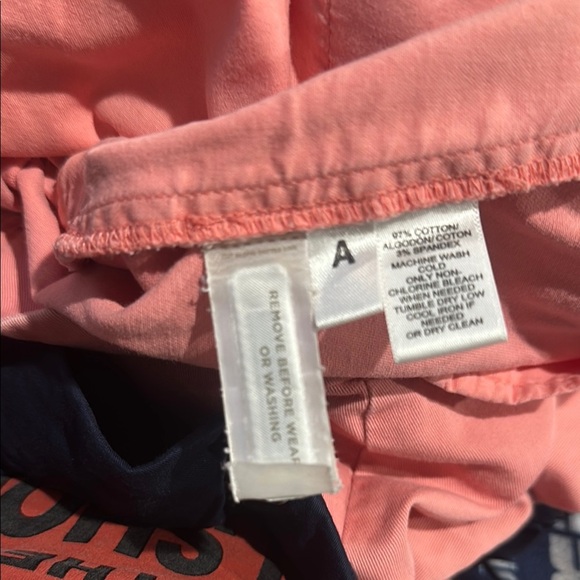 A
97% COTTON/
ALGODON/COTON
3% SPANDEX
MACHINE WASH
COLD
ONLY NON-
CHLORINE BLEACH
WHEN NEEDED
TUMBLE DRY LOW
COOL IRON IF
NEEDED
OR DRY CLEAN
REMOVE BEFORE WEAR
OR WASHING